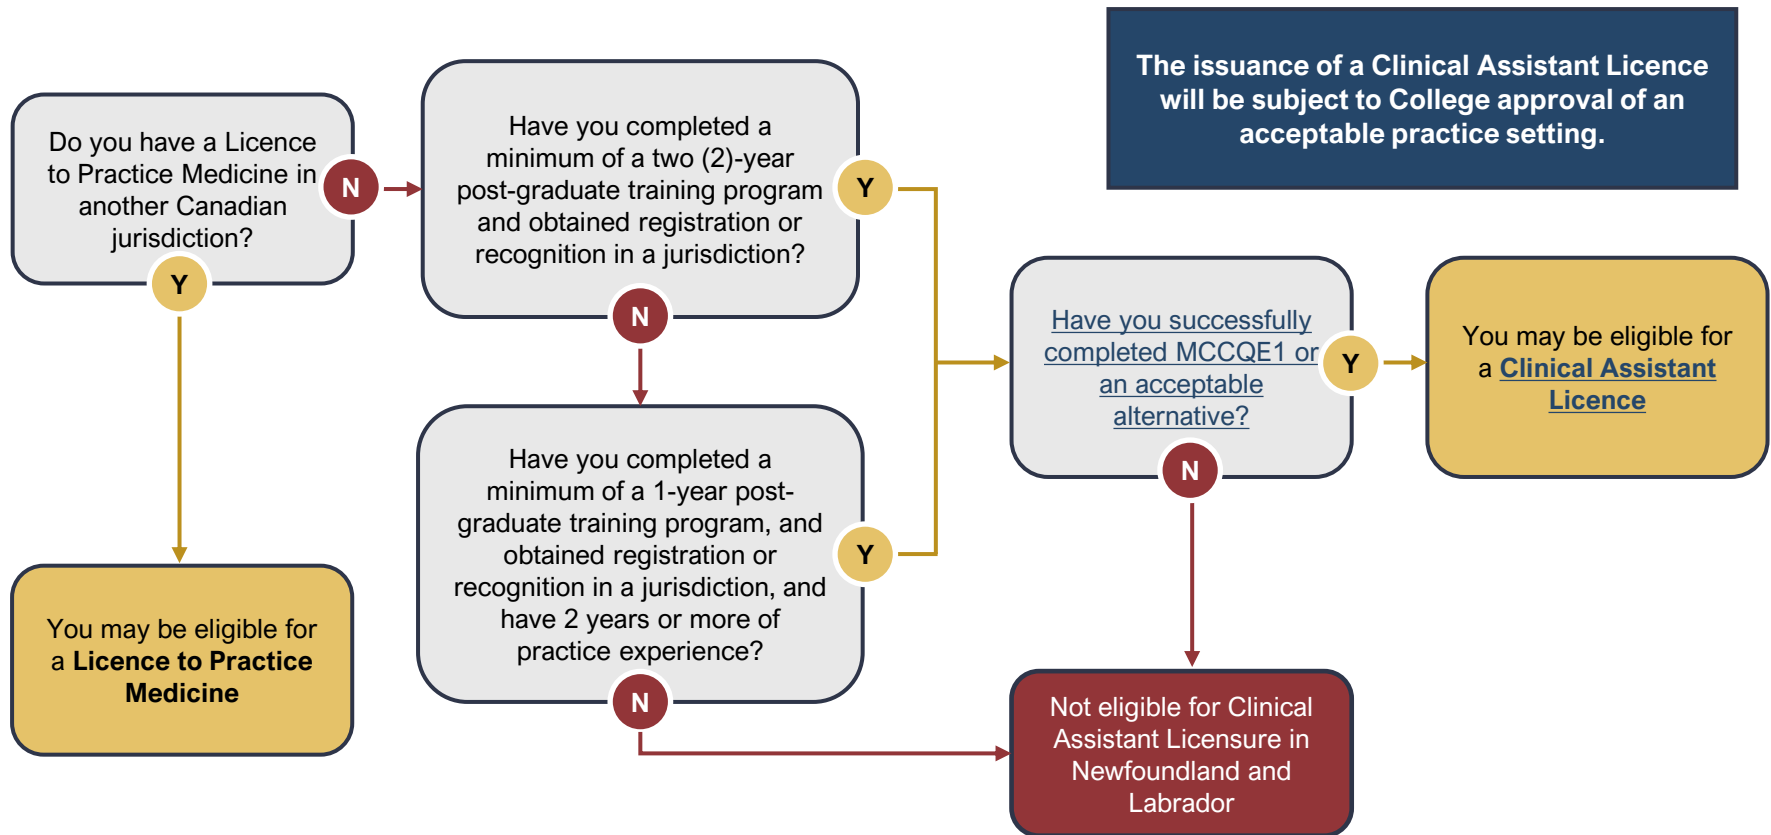 The issuance of a Clinical Assistant Licence
will be subject to College approval of an
acceptable practice setting.
Do you have a Licence
to Practice Medicine in
another Canadian
jurisdiction?
N
Y
Have you completed a
minimum of a two (2)-year
post-graduate training program
and obtained registration or
recognition in a jurisdiction?
Y
N
Have you successfully
completed MCCQE1 or
an acceptable
alternative?
Y
N
You may be eligible for
a Clinical Assistant
Licence
Have you completed a
minimum of a 1-year post-
graduate training program, and
obtained registration or
recognition in a jurisdiction, and
have 2 years or more of
practice experience?
Y
N
You may be eligible for
a Licence to Practice
Medicine
Not eligible for Clinical
Assistant Licensure in
Newfoundland and
Labrador